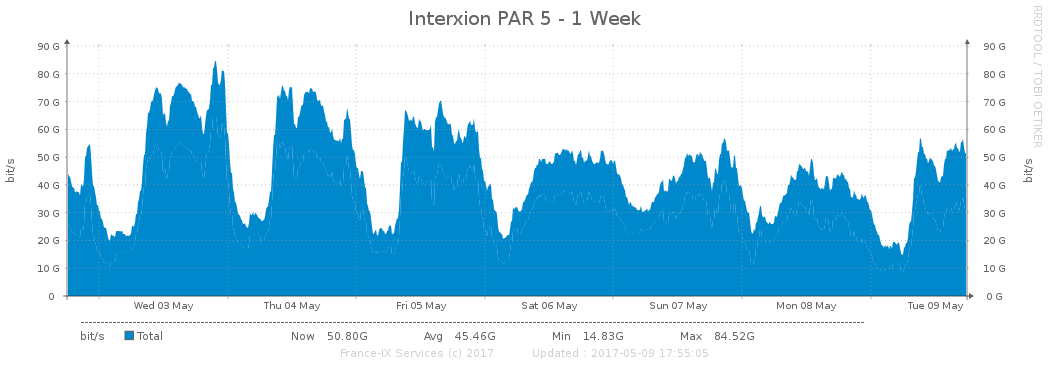 Interxion PAR 5 - 1 Week
RRDTOOL / TOBI OETIKER
bit/s
90 G 90 G
80 G 80 G
70 G 70 G
60 G 60 G
50 G 50 G
40 G 40 G
30 G 30 G
20 G 20 G
10 G 10 G
0 0 G
bit/s
Wed 03 May Thu 04 May Fri 05 May Sat 06 May Sun 07 May Mon 08 May Tue 09 May
bit/s Total Now 50.80G Avg 45.46G Min 14.83G Max 84.52G
France-IX Services (c) 2017 Updated : 2017-05-09 17:55:05